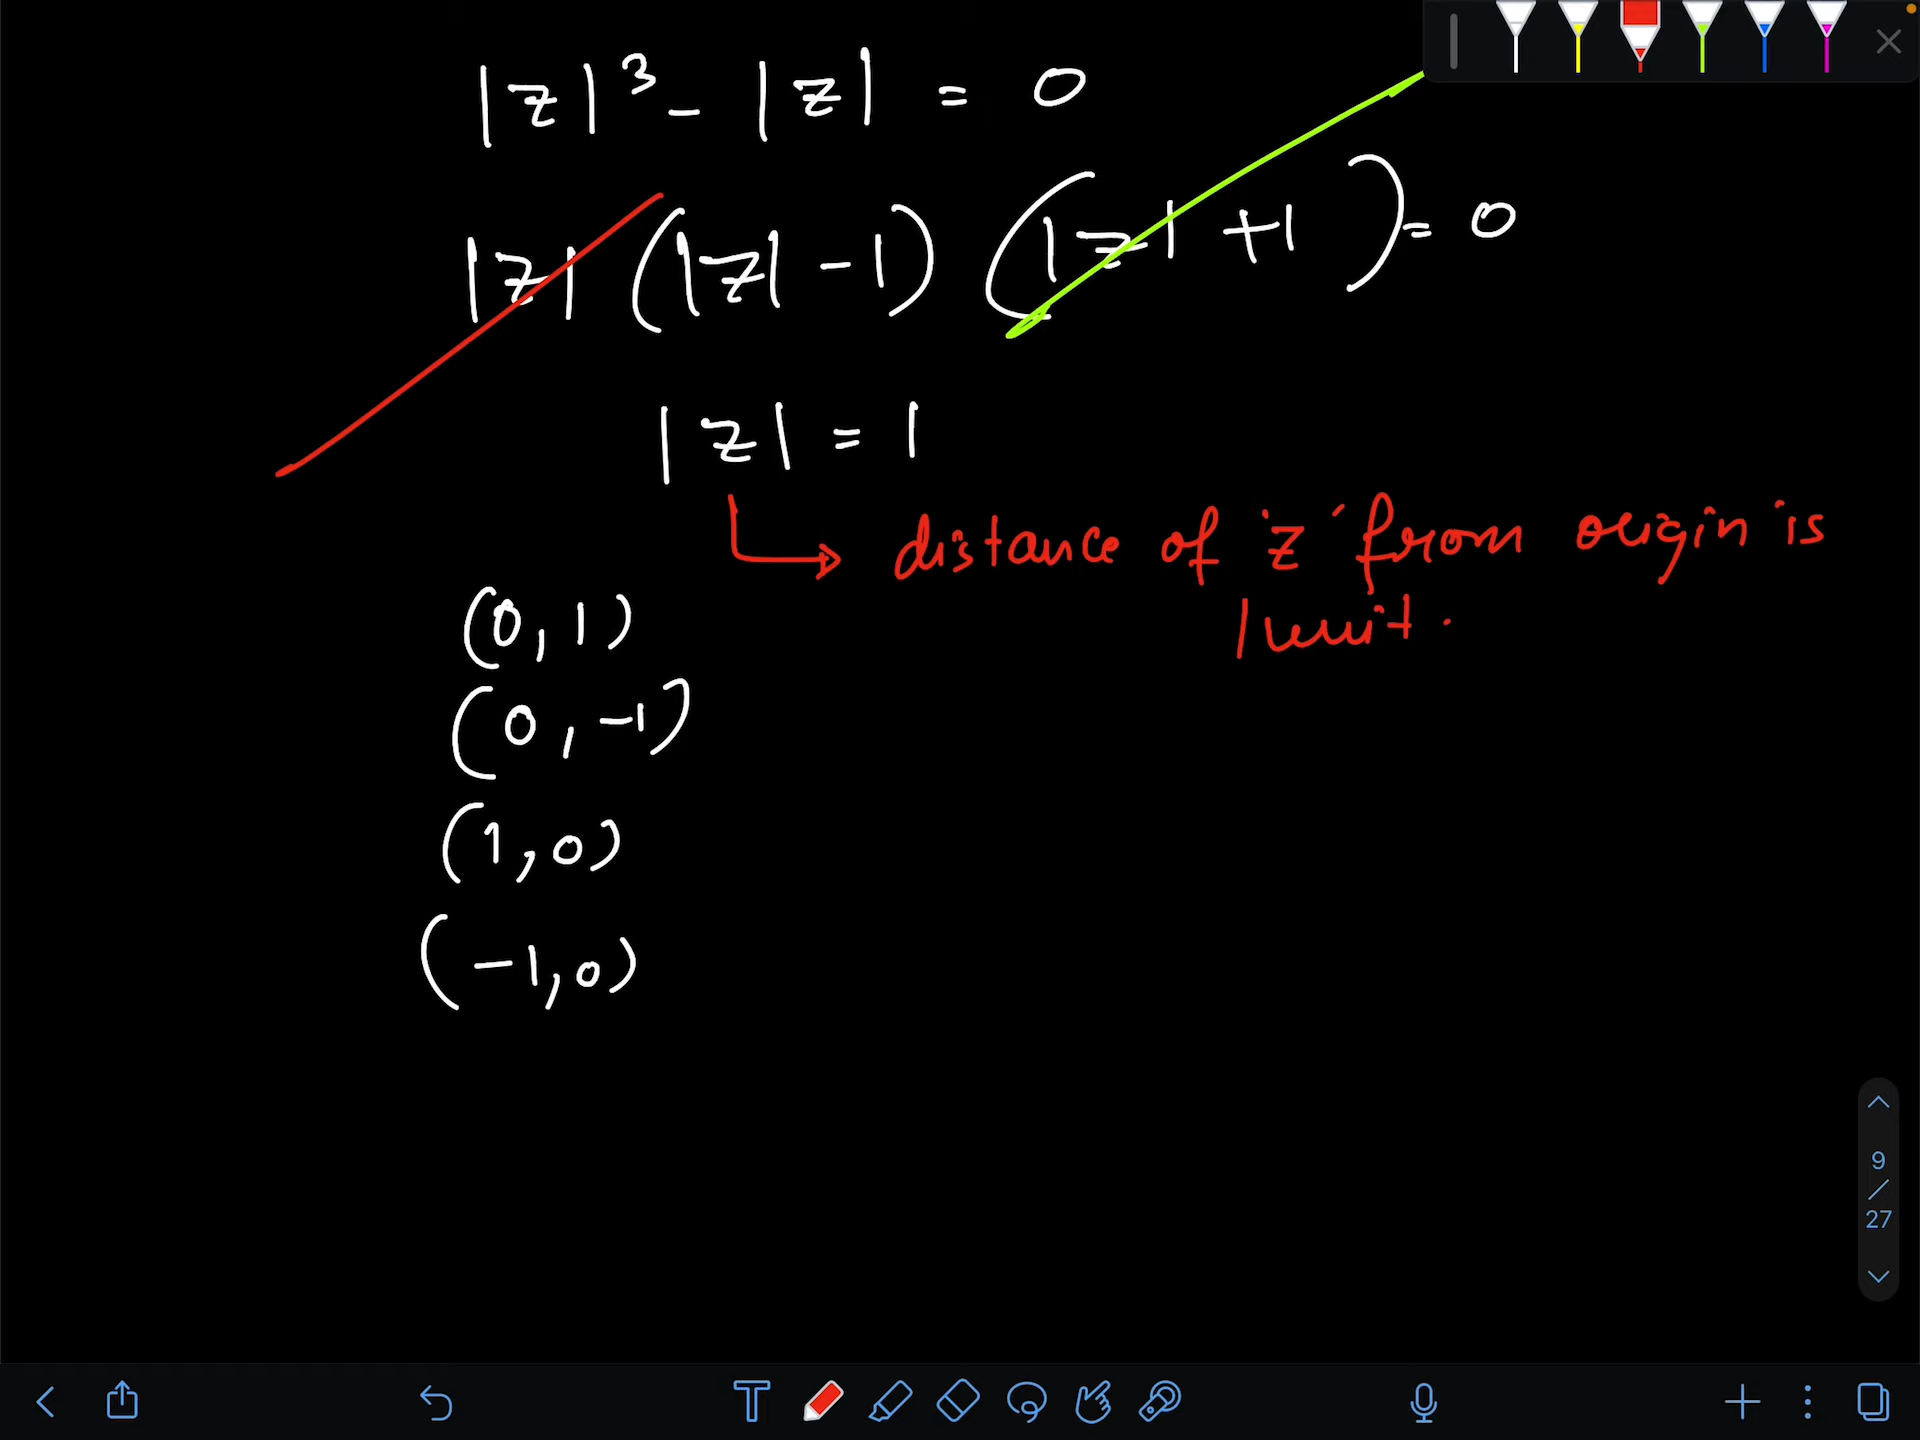 |z|³ - |z| = 0
|z| (|z| - 1) (|z| + 1) = 0
|z| = 1
distance of 'z' from origin is
1 unit.
(0, 1)
(0, -1)
(1, 0)
(-1, 0)
9
/
27
T